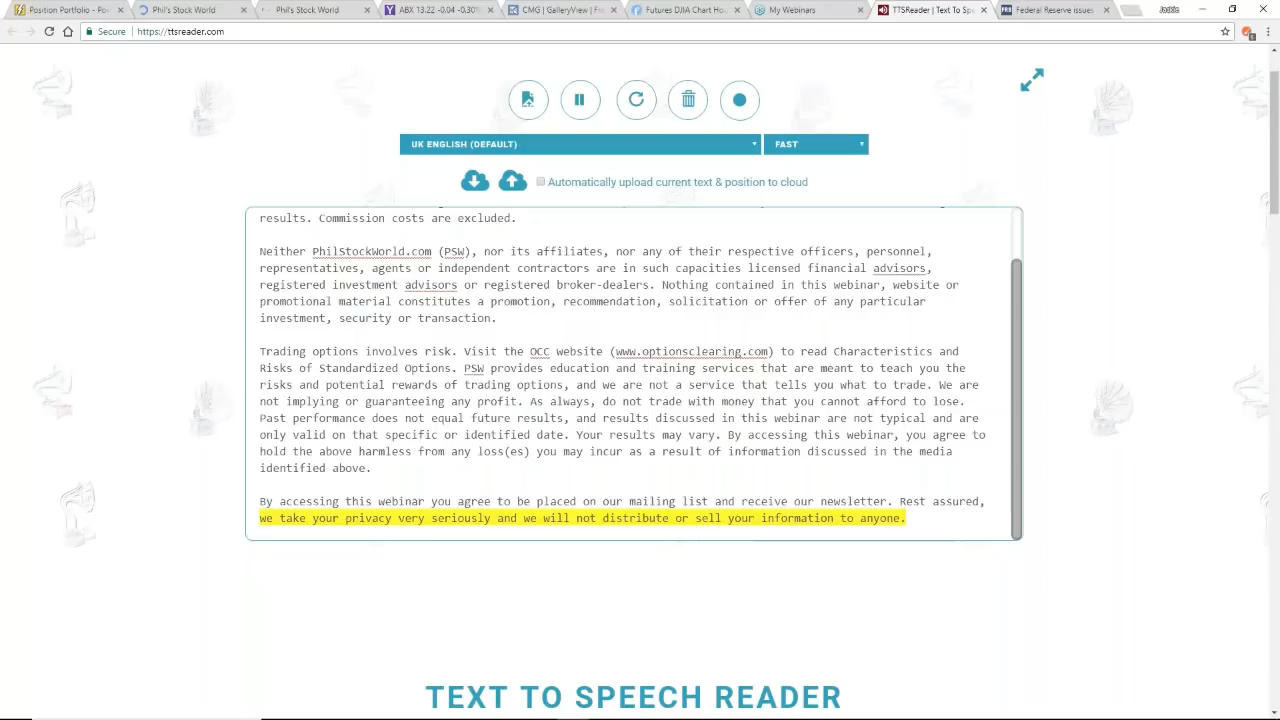 Position Portfolio - Po
Phil's Stock World
Phil's Stock World
ABX 13.22 -0.04 -0.30%
CMG | GalleryView | F
Futures DJIA Chart Ho
My Webinars
TTSReader | Text To Spe
Federal Reserve issues
Secure
https://ttsreader.com
UK ENGLISH (DEFAULT)
FAST
Automatically upload current text & position to cloud
results. Commission costs are excluded.
Neither PhilStockWorld.com (PSW), nor its affiliates, nor any of their respective officers, personnel,
representatives, agents or independent contractors are in such capacities licensed financial advisors,
registered investment advisors or registered broker-dealers. Nothing contained in this webinar, website or
promotional material constitutes a promotion, recommendation, solicitation or offer of any particular
investment, security or transaction.
Trading options involves risk. Visit the OCC website (www.optionsclearing.com) to read Characteristics and
Risks of Standardized Options. PSW provides education and training services that are meant to teach you the
risks and potential rewards of trading options, and we are not a service that tells you what to trade. We are
not implying or guaranteeing any profit. As always, do not trade with money that you cannot afford to lose.
Past performance does not equal future results, and results discussed in this webinar are not typical and are
only valid on that specific or identified date. Your results may vary. By accessing this webinar, you agree to
hold the above harmless from any loss(es) you may incur as a result of information discussed in the media
identified above.
By accessing this webinar you agree to be placed on our mailing list and receive our newsletter. Rest assured,
we take your privacy very seriously and we will not distribute or sell your information to anyone.
TEXT TO SPEECH READER